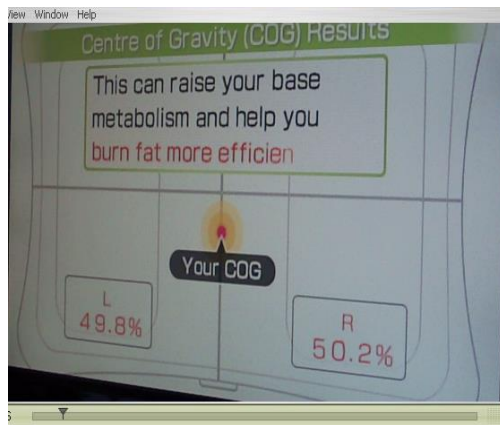 View Window Help
Centre of Gravity (COG) Results
This can raise your base
metabolism and help you
burn fat more efficien
Your COG
L
49.8%
R
50.2%